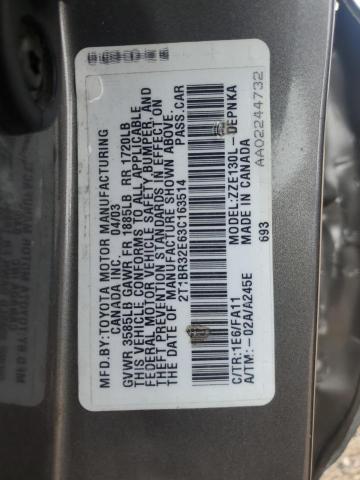 MFD.BY:TOYOTA MOTOR MANUFACTURING
CANADA INC. 04/03
GVWR 3585LB GAWR FR 1885LB RR 1720LB
THIS VEHICLE CONFORMS TO ALL APPLICABLE
FEDERAL MOTOR VEHICLE SAFETY, BUMPER, AND
THEFT PREVENTION STANDARDS IN EFFECT ON
THE DATE OF MANUFACTURE SHOWN ABOVE.
2T1BR32E63C163514 PASS.CAR
C/TR:1E6/FA11 MODEL:ZZE130L-DEPNKA
A/TM:-02A/A245E MADE IN CANADA
693 AA02244732